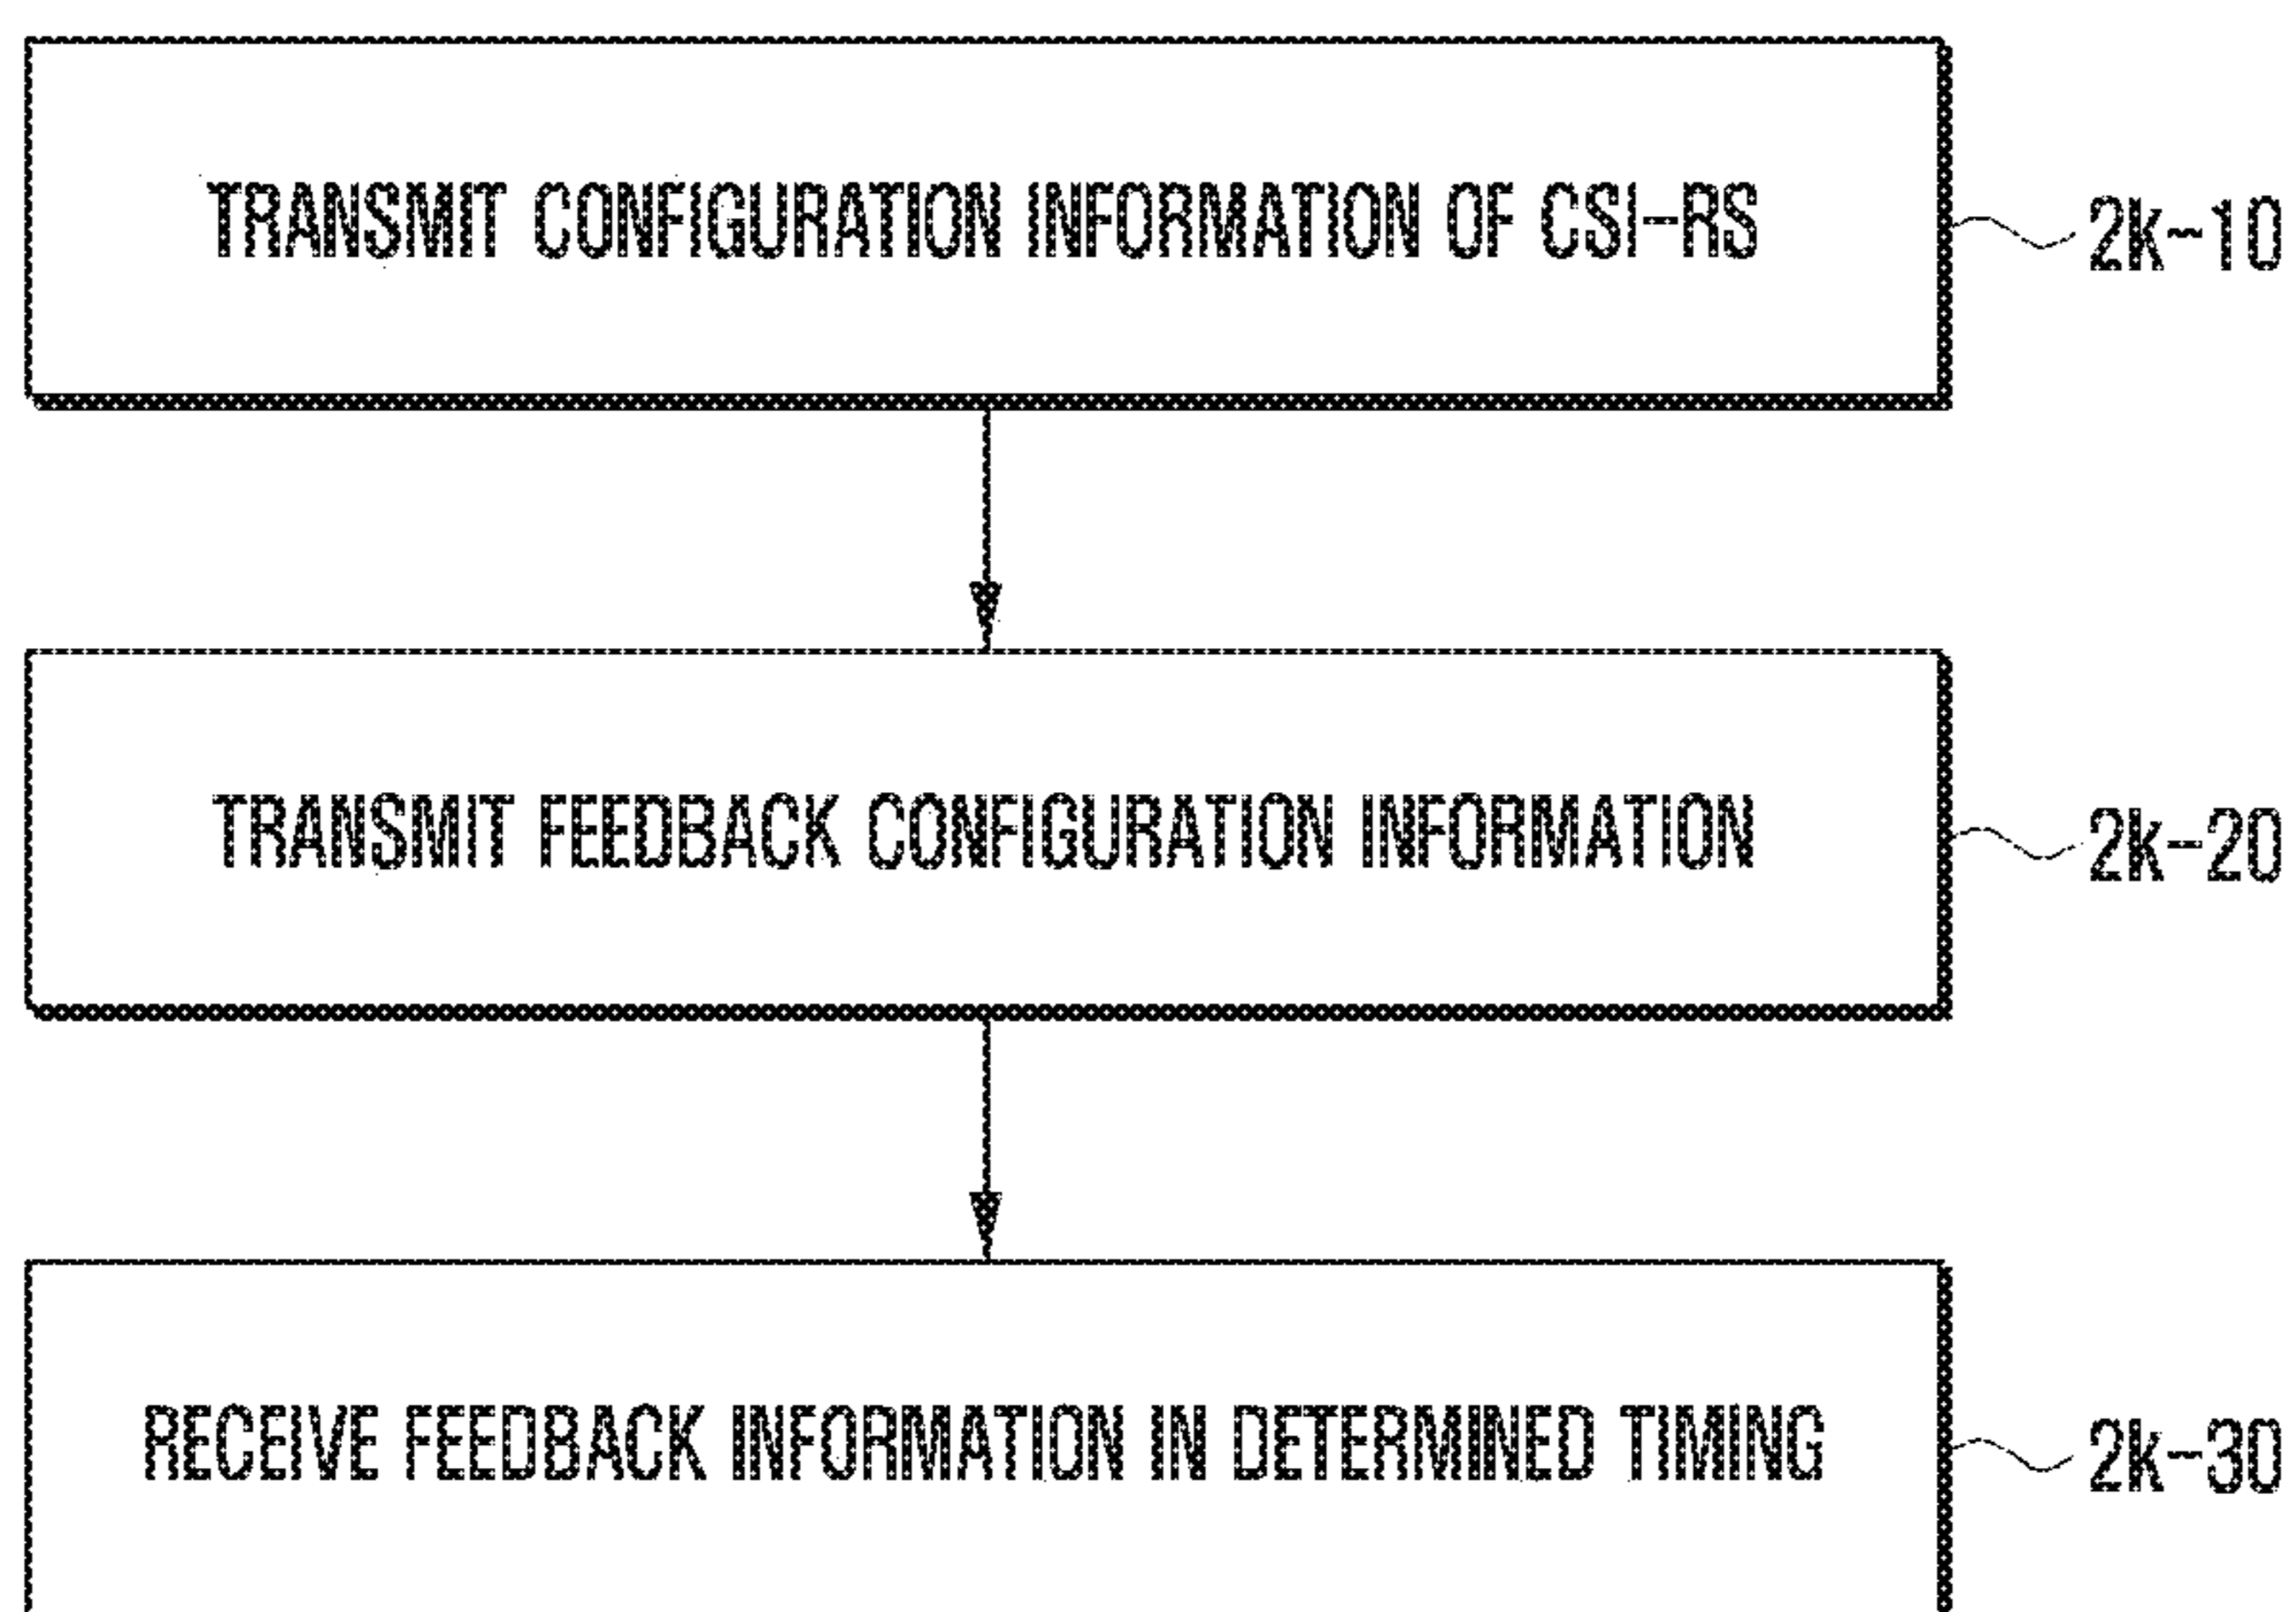 TRANSMIT CONFIGURATION INFORMATION OF CSI-RS
2k-10
TRANSMIT FEEDBACK CONFIGURATION INFORMATION
2k-20
RECEIVE FEEDBACK INFORMATION IN DETERMINED TIMING
2k-30